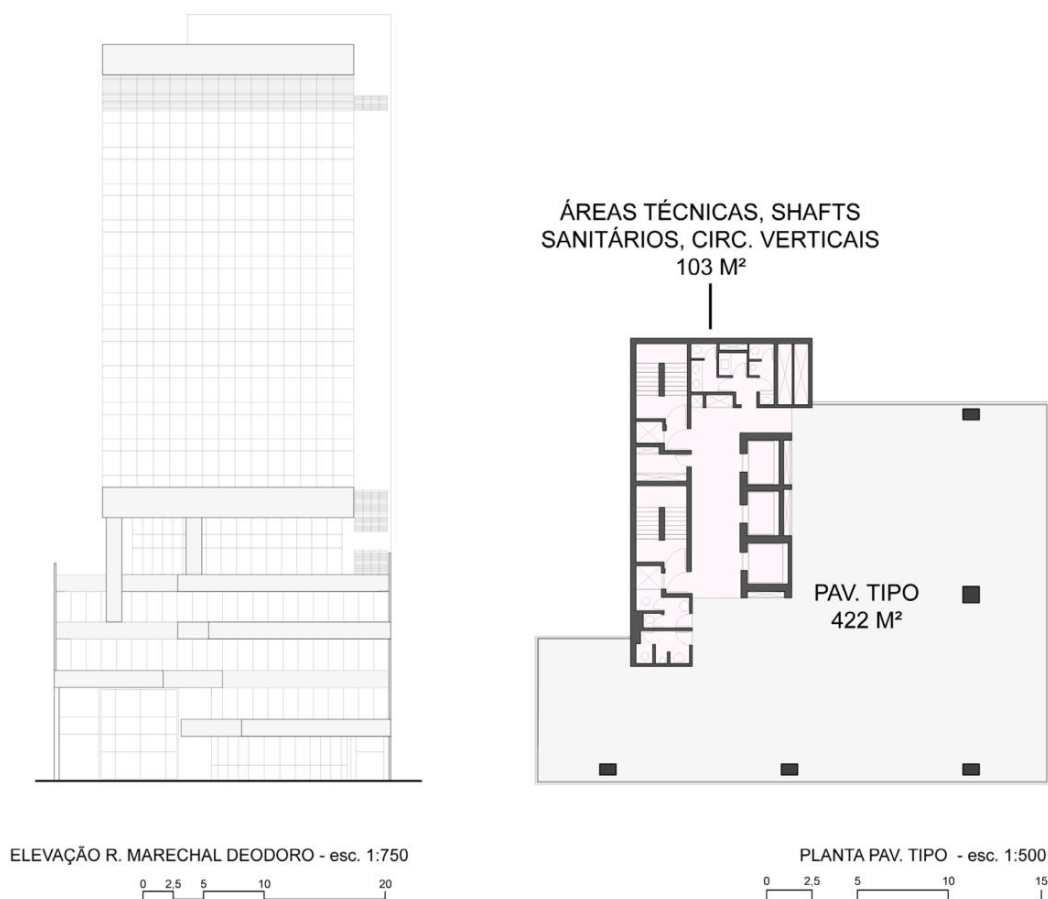 ÁREAS TÉCNICAS, SHAFTS
SANITÁRIOS, CIRC. VERTICAIS
103 M²
PAV. TIPO
422 M²
ELEVAÇÃO R. MARECHAL DEODORO - esc. 1:750
0 2,5 5 10 20
PLANTA PAV. TIPO - esc. 1:500
0 2,5 5 10 15